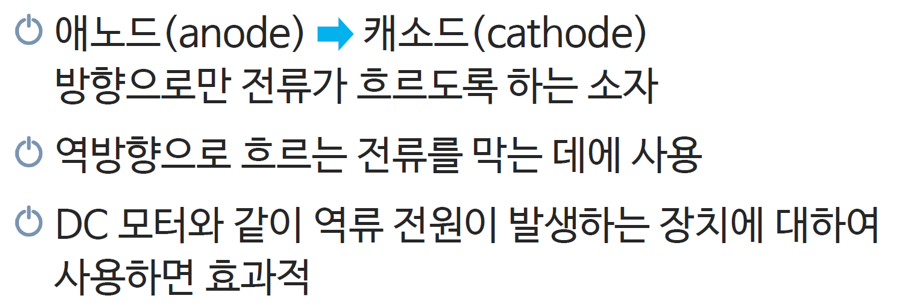 애노드(anode) ➡ 캐소드(cathode)
방향으로만 전류가 흐르도록 하는 소자
역방향으로 흐르는 전류를 막는 데에 사용
DC 모터와 같이 역류 전원이 발생하는 장치에 대하여
사용하면 효과적